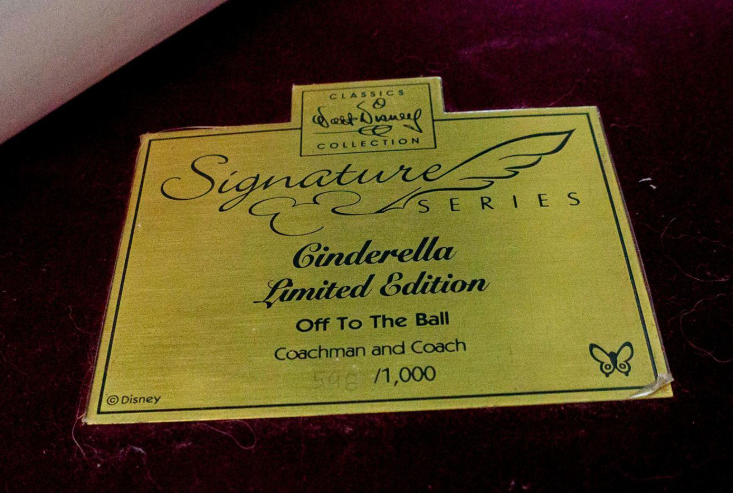 CLASSICS
Walt Disney
COLLECTION
Signature
SERIES
Cinderella
Limited Edition
Off To The Ball
Coachman and Coach
/1,000
© Disney